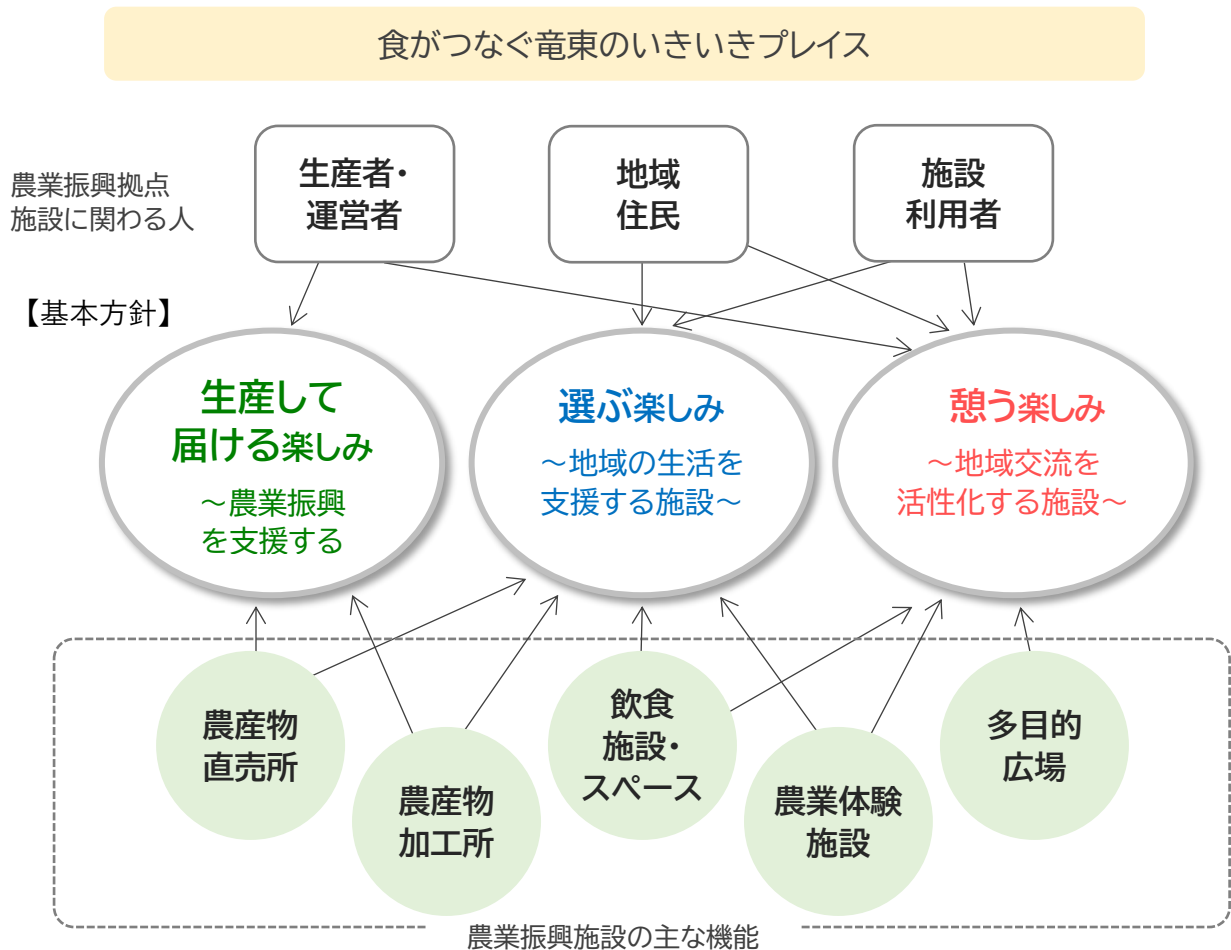 食がつなぐ竜東のいきいきプレイス
農業振興拠点
施設に関わる人
生産者・
運営者
地域
住民
施設
利用者
【基本方針】
生産して
届ける楽しみ
～農業振興
を支援する
選ぶ楽しみ
～地域の生活を
支援する施設～
憩う楽しみ
～地域交流を
活性化する施設～
農産物
直売所
農産物
加工所
飲食
施設・
スペース
農業体験
施設
多目的
広場
農業振興施設の主な機能